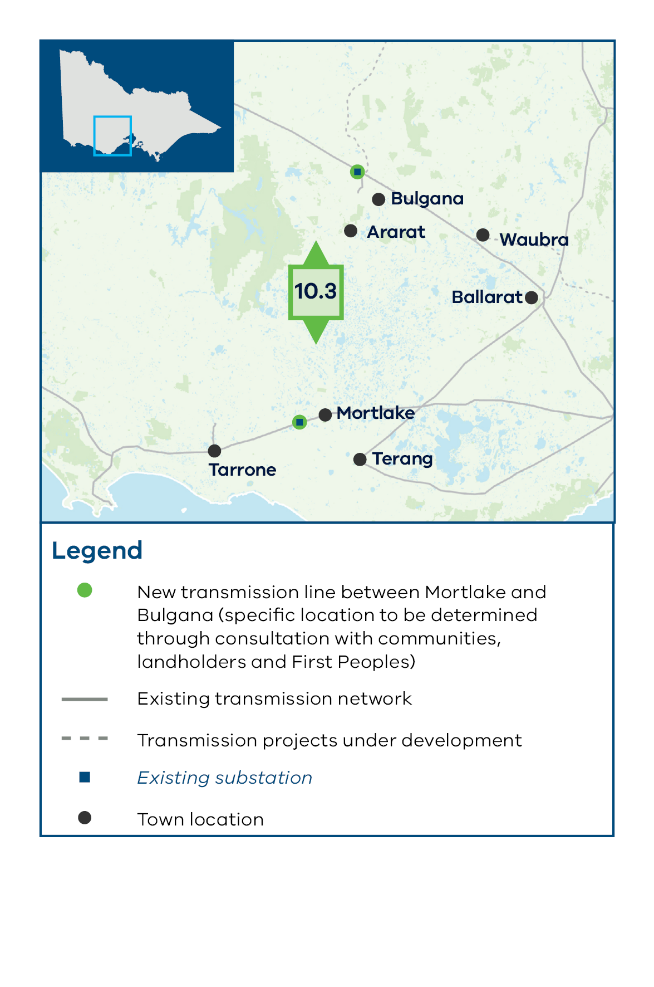 Bulgana
Ararat
Waubra
10.3
Ballarat
Mortlake
Terang
Tarrone
Legend
New transmission line between Mortlake and
Bulgana (specific location to be determined
through consultation with communities,
landholders and First Peoples)
Existing transmission network
Transmission projects under development
Existing substation
Town location